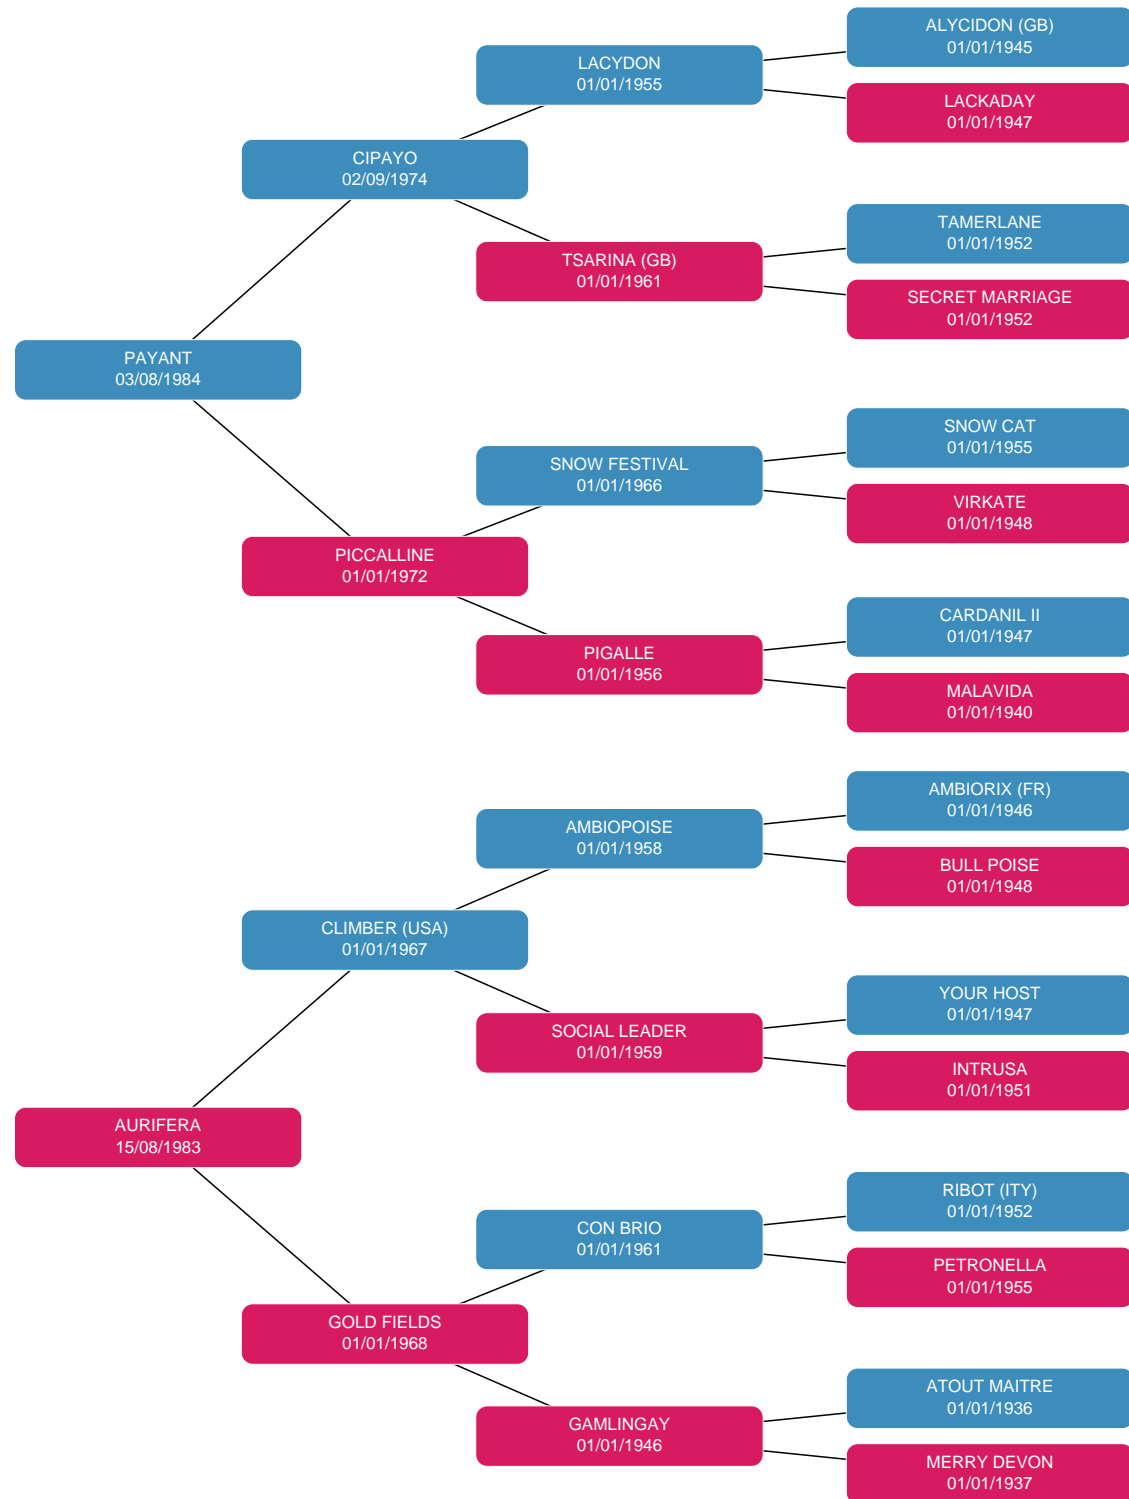 ALYCIDON (GB)
01/01/1945
LACYDON
01/01/1955
LACKADAY
01/01/1947
CIPAYO
02/09/1974
TAMERLANE
01/01/1952
TSARINA (GB)
01/01/1961
SECRET MARRIAGE
01/01/1952
PAYANT
03/08/1984
SNOW CAT
01/01/1955
SNOW FESTIVAL
01/01/1966
VIRKATE
01/01/1948
PICCALLINE
01/01/1972
CARDANIL II
01/01/1947
PIGALLE
01/01/1956
MALAVIDA
01/01/1940
AMBIORIX (FR)
01/01/1946
AMBIOPOISE
01/01/1958
BULL POISE
01/01/1948
CLIMBER (USA)
01/01/1967
YOUR HOST
01/01/1947
SOCIAL LEADER
01/01/1959
INTRUSA
01/01/1951
AURIFERA
15/08/1983
RIBOT (ITY)
01/01/1952
CON BRIO
01/01/1961
PETRONELLA
01/01/1955
GOLD FIELDS
01/01/1968
ATOUT MAITRE
01/01/1936
GAMLINGAY
01/01/1946
MERRY DEVON
01/01/1937